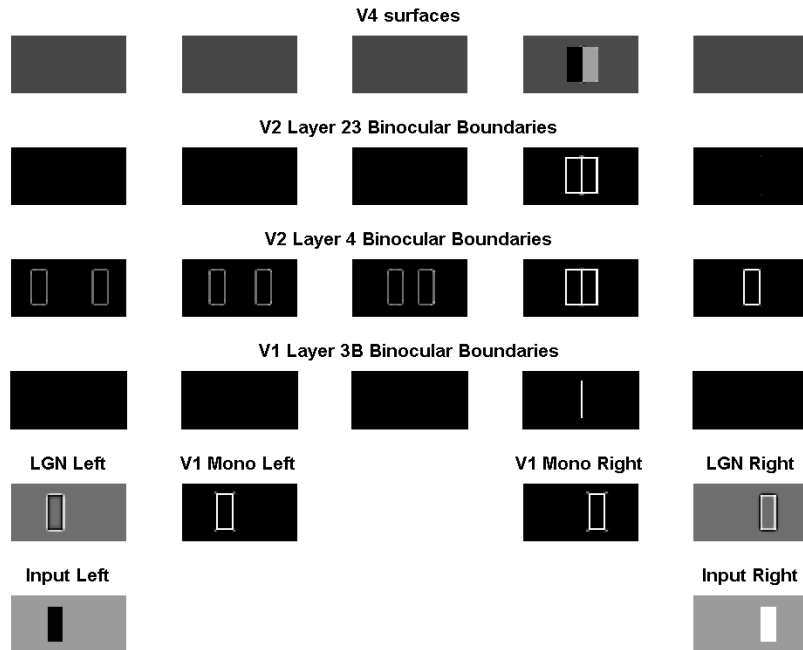 V4 surfaces
V2 Layer 23 Binocular Boundaries
V2 Layer 4 Binocular Boundaries
V1 Layer 3B Binocular Boundaries
LGN Left V1 Mono Left V1 Mono Right LGN Right
Input Left Input Right